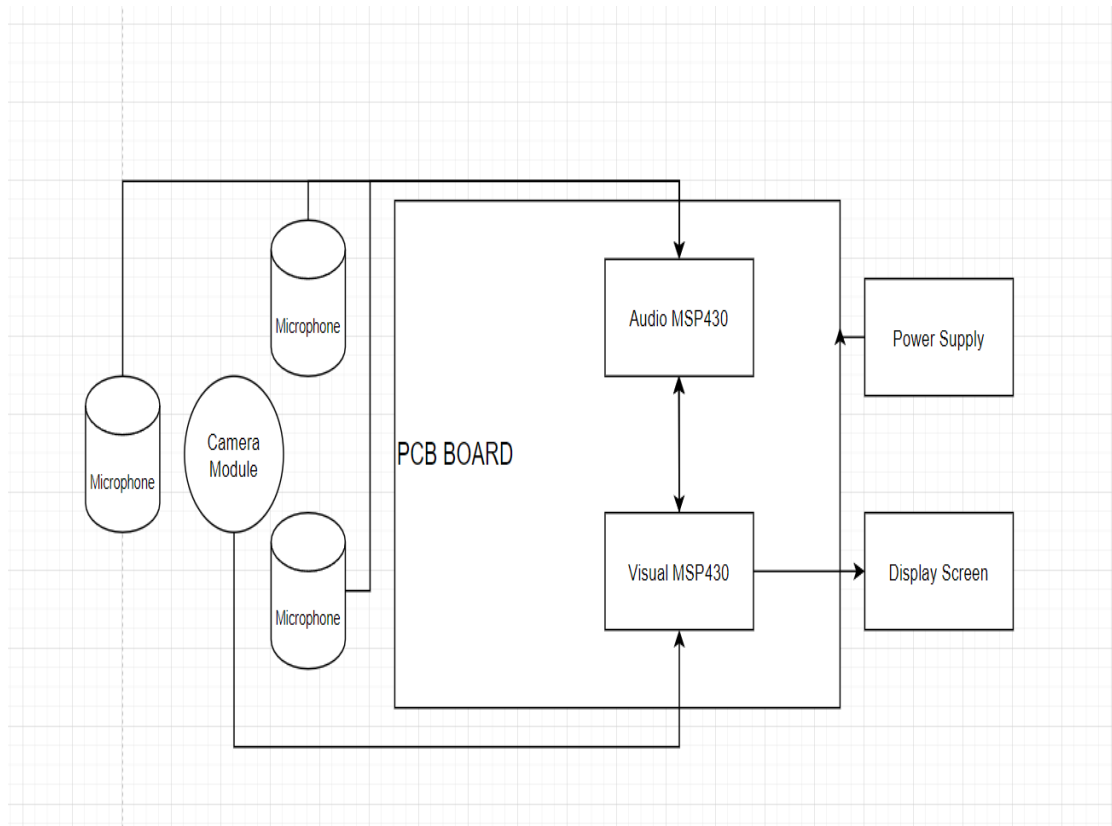 Microphone
Audio MSP430
Power Supply
Camera
Module
PCB BOARD
Microphone
Visual MSP430
Display Screen
Microphone